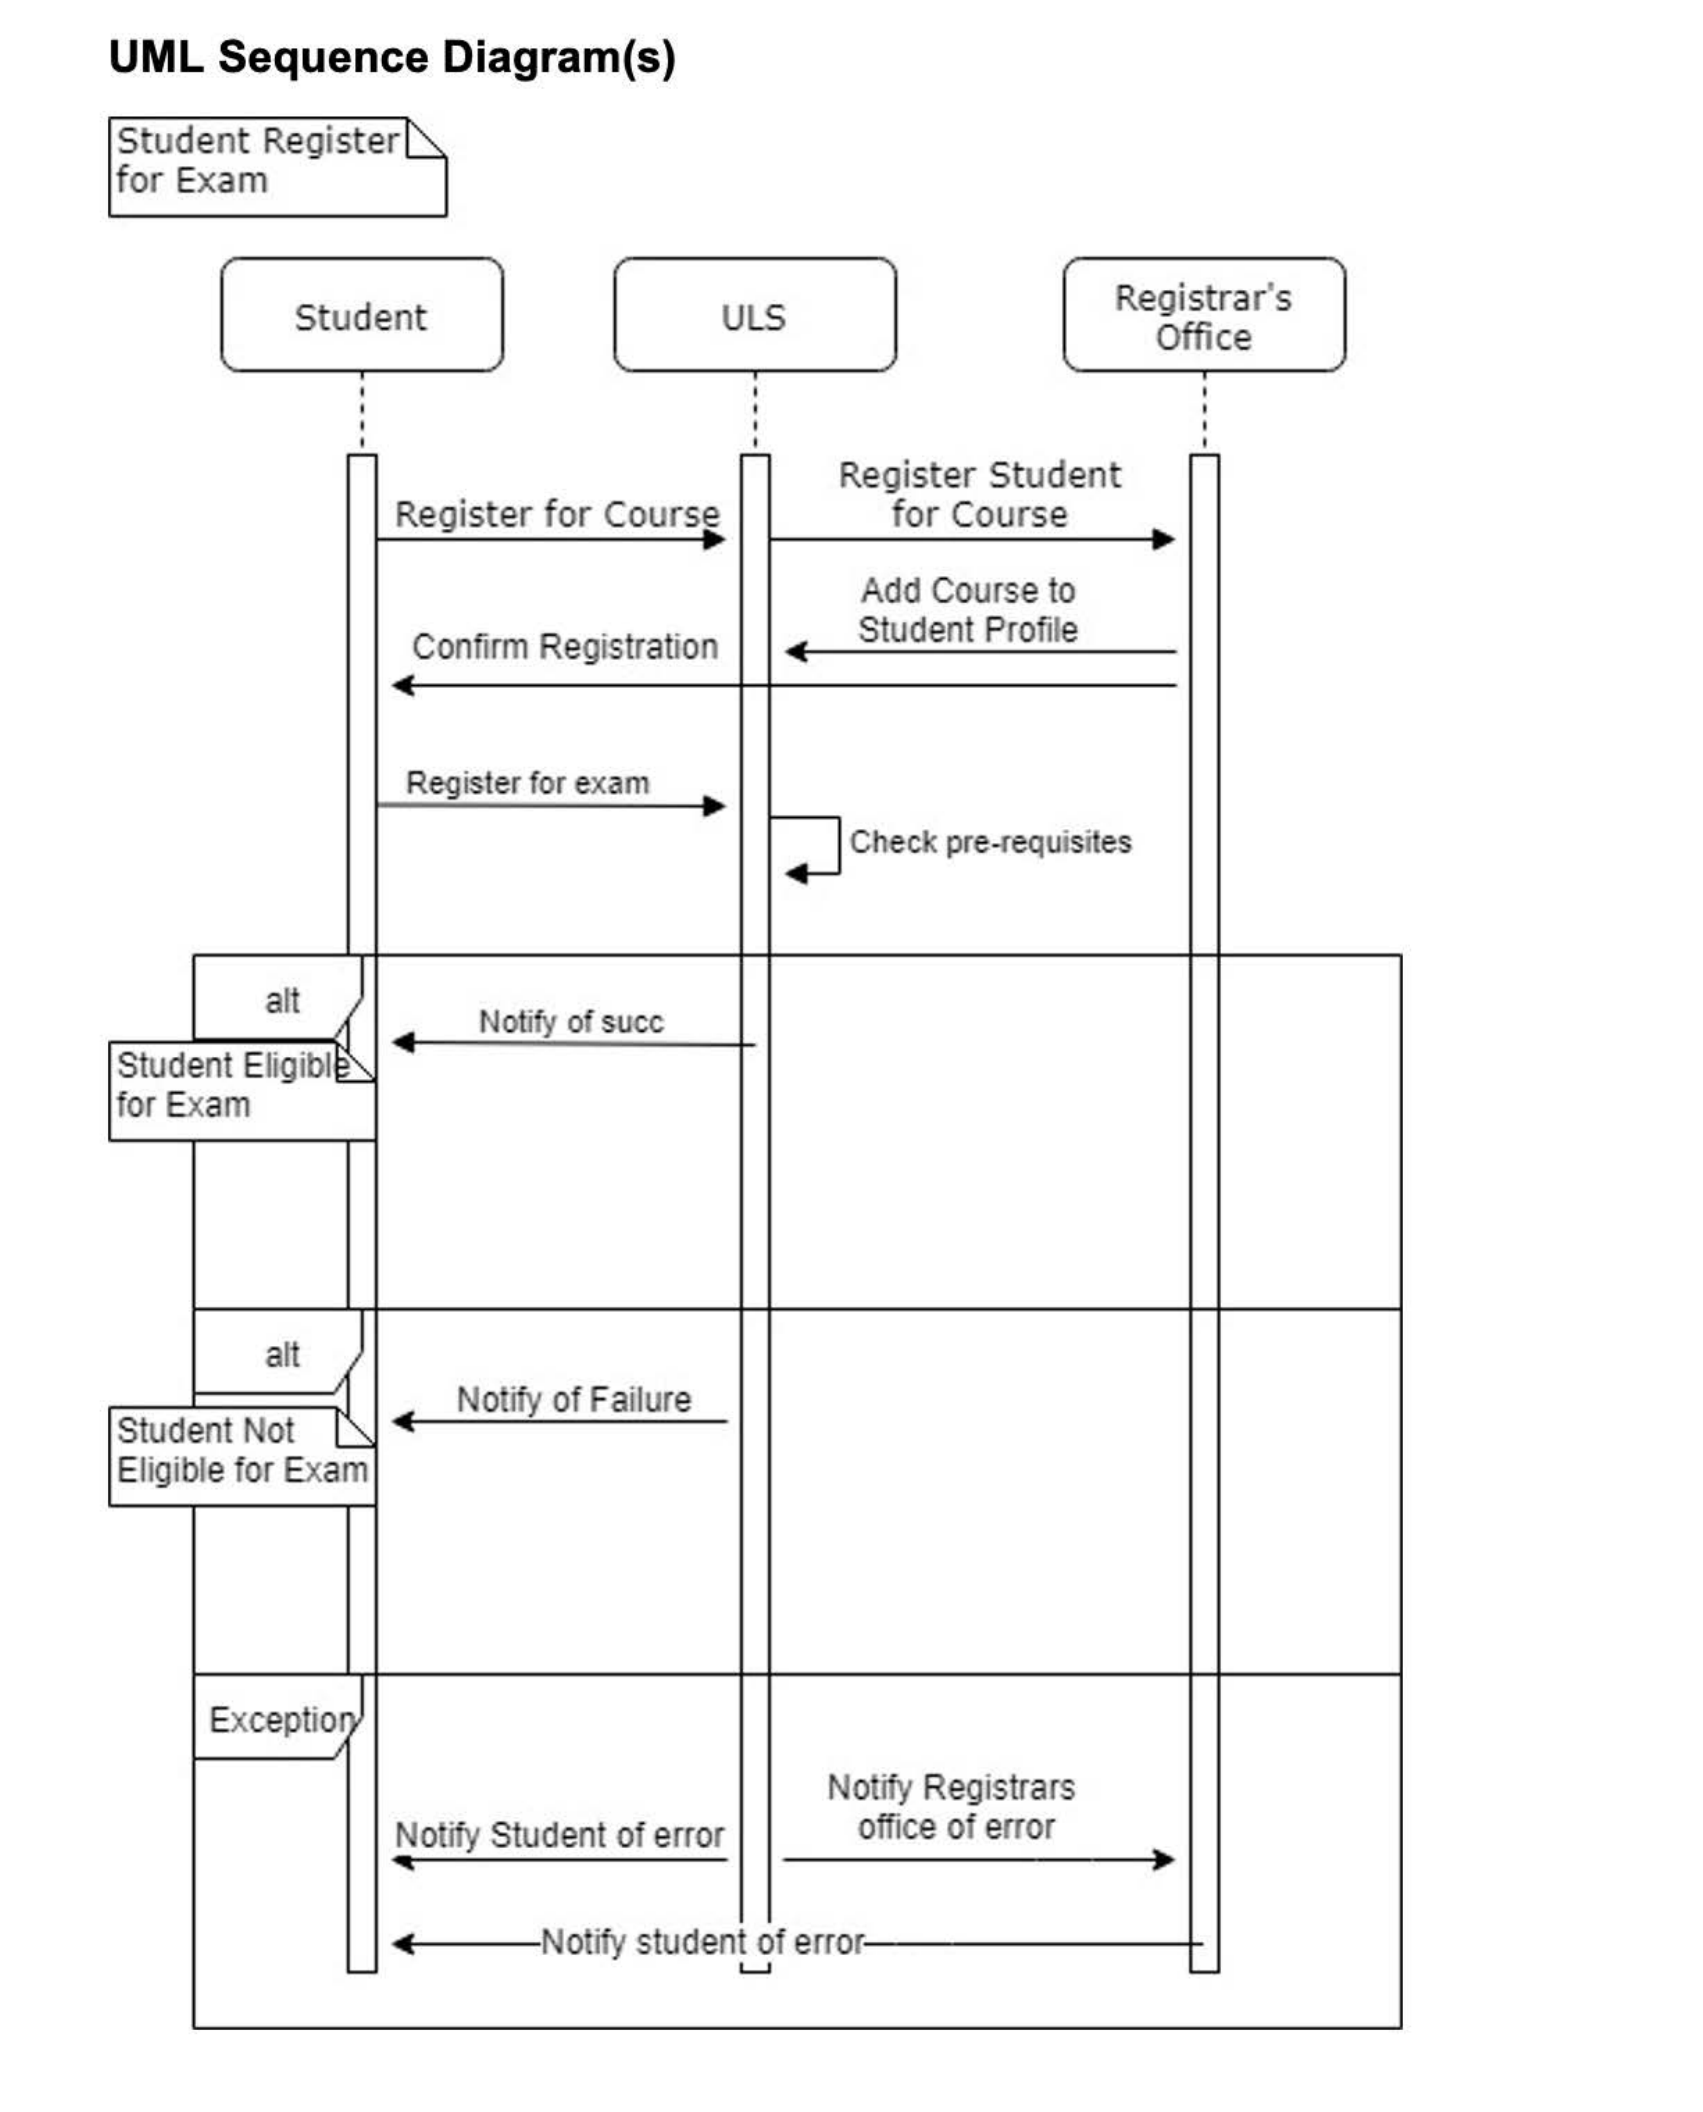 UML Sequence Diagram(s)
Student Register
for Exam
Student
ULS
Registrar's
Office
Register for Course
Register Student
for Course
Add Course to
Student Profile
Confirm Registration
Register for exam
Check pre-requisites
alt
Notify of succ
Student Eligible
for Exam
alt
Notify of Failure
Student Not
Eligible for Exam
Exception
Notify Registrars
office of error
Notify Student of error
Notify student of error